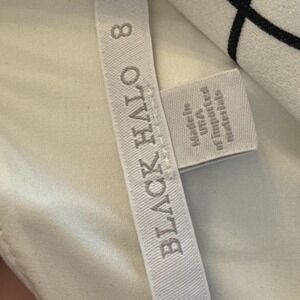 BLACK HALO 8
Made in
USA
of imported
materials